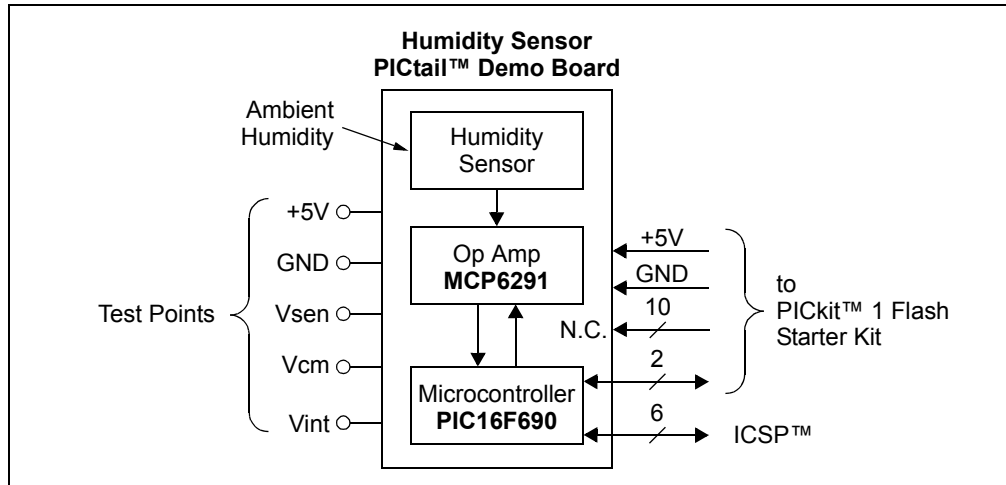 Humidity Sensor
PICtail™ Demo Board
Ambient
Humidity
Humidity
Sensor
+5V
GND
Vsen
Vcm
Vint
Test Points
Op Amp
MCP6291
Microcontroller
PIC16F690
+5V
GND
10
N.C.
2
6
to
PICkit™ 1 Flash
Starter Kit
ICSP™